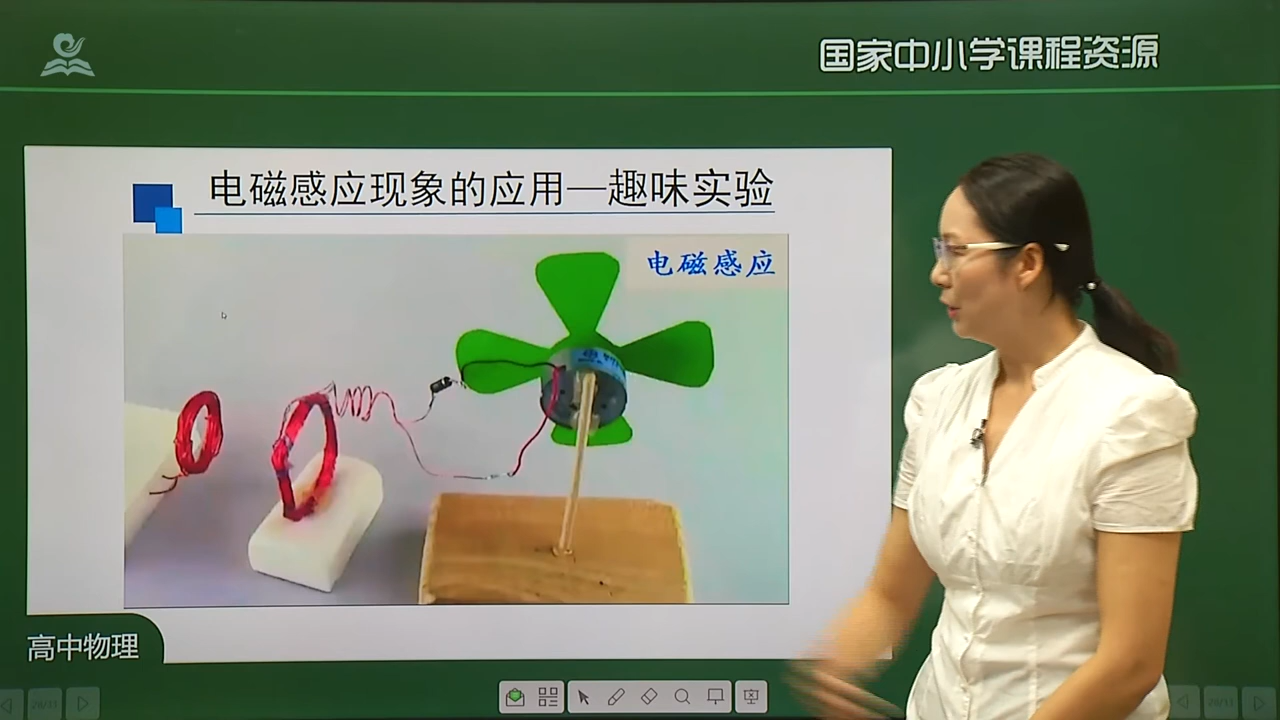 国家中小学课程资源
电磁感应现象的应用—趣味实验
电磁感应
高中物理